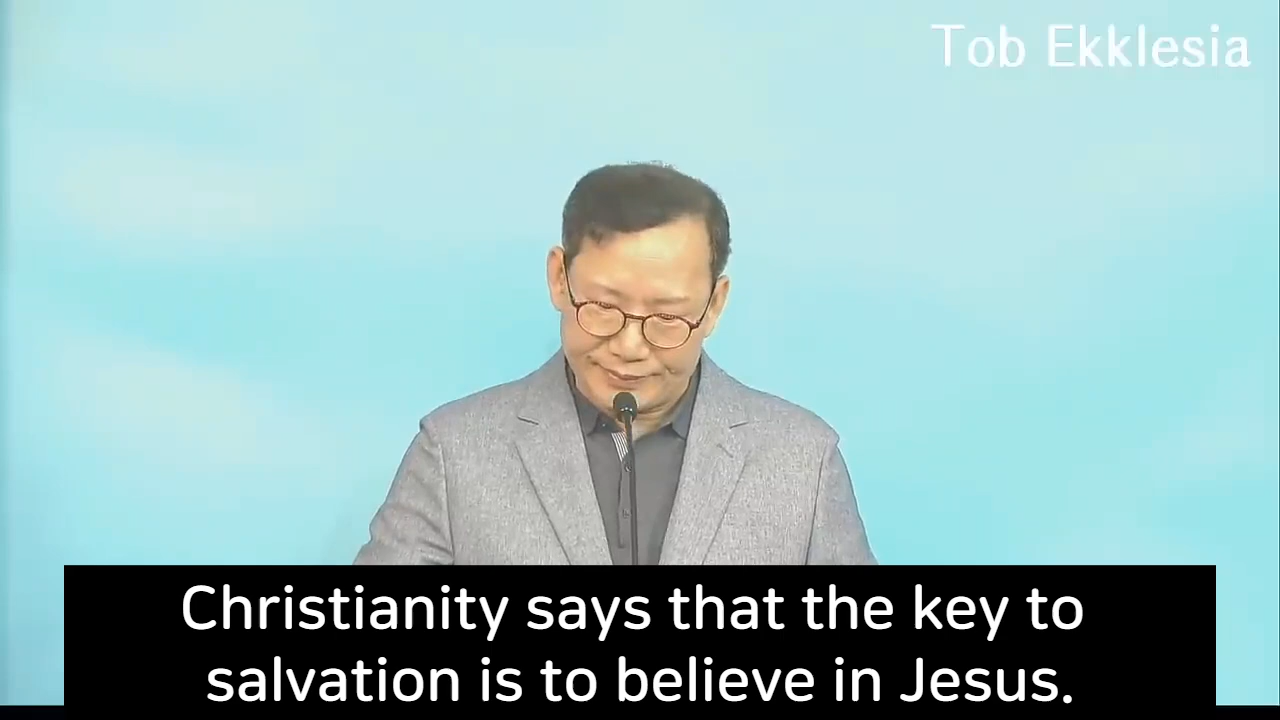 Tob Ekklesia
Christianity says that the key to
salvation is to believe in Jesus.